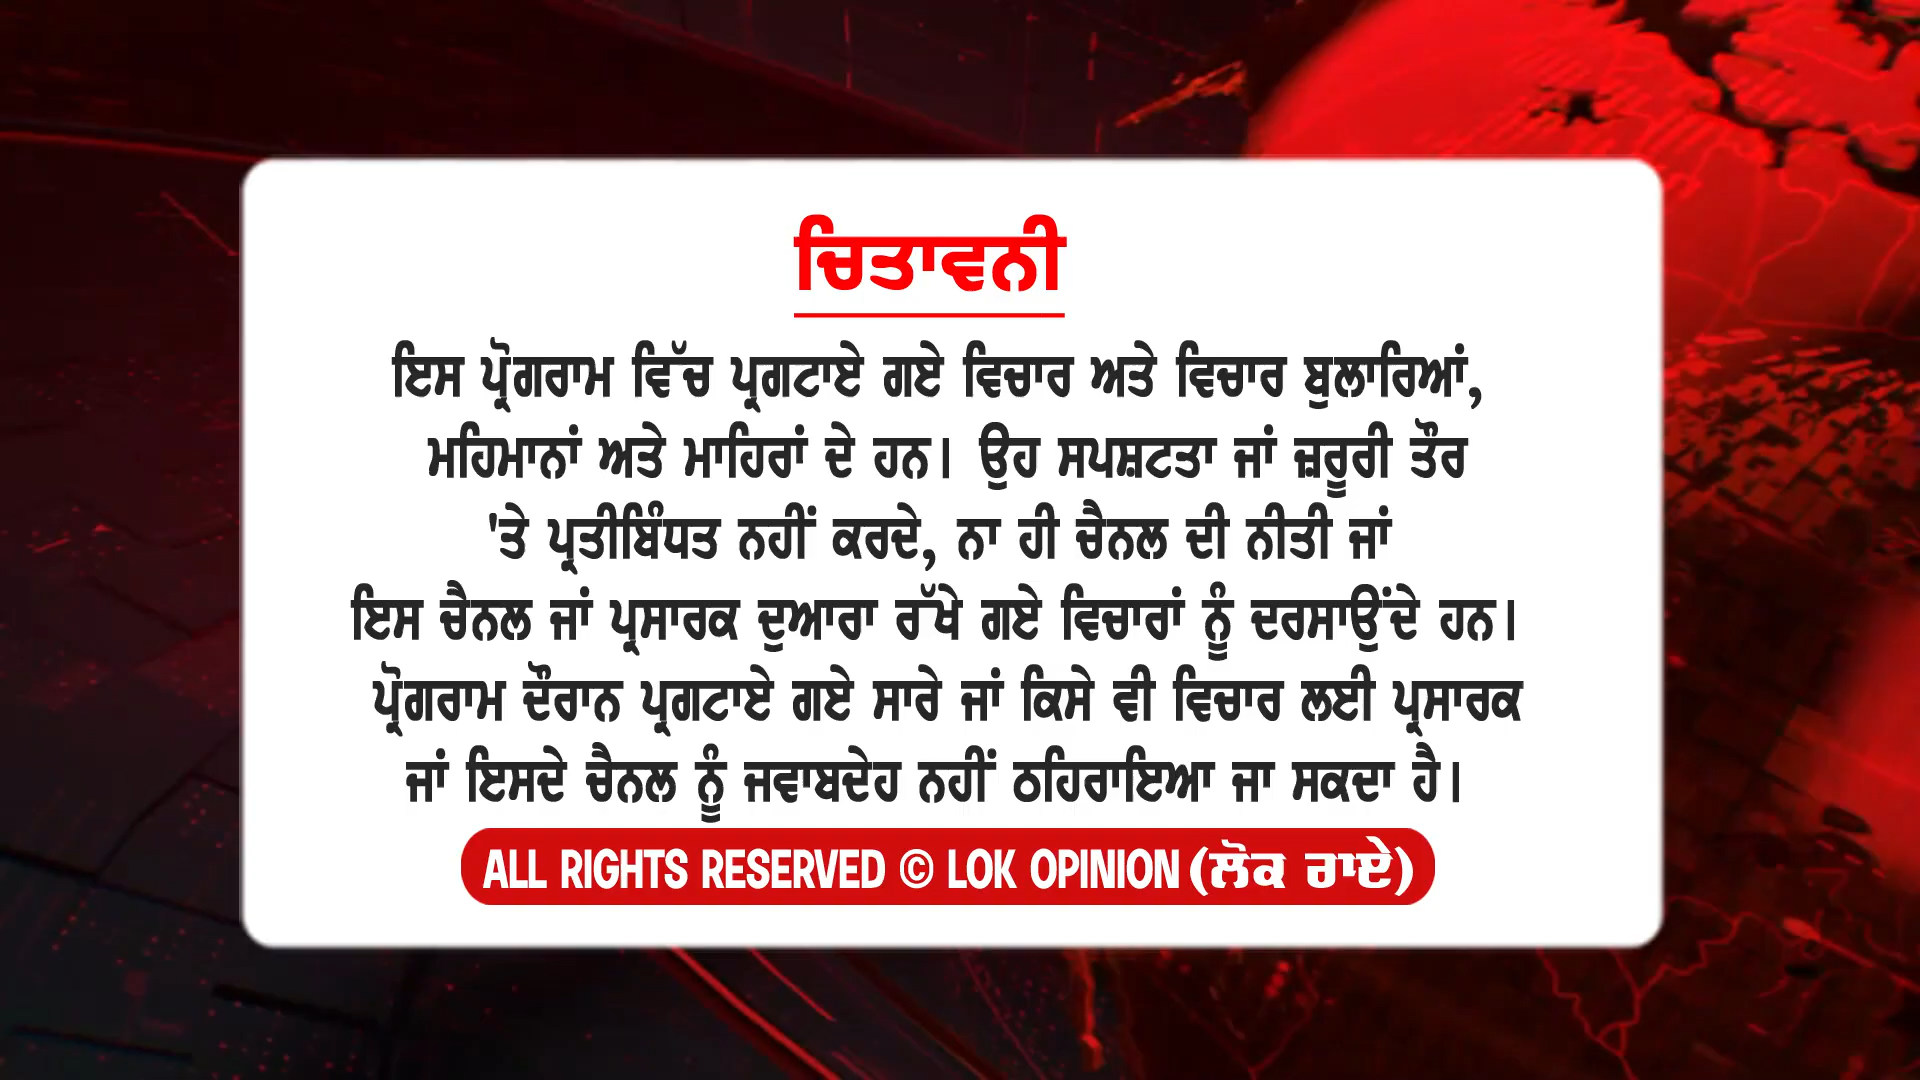 ਚਿਤਾਵਨੀ
ਇਸ ਪ੍ਰੋਗਰਾਮ ਵਿੱਚ ਪ੍ਰਗਟਾਏ ਗਏ ਵਿਚਾਰ ਅਤੇ ਵਿਚਾਰ ਬੁਲਾਰਿਆਂ,
ਮਹਿਮਾਨਾਂ ਅਤੇ ਮਾਹਿਰਾਂ ਦੇ ਹਨ। ਉਹ ਸਪਸ਼ਟਤਾ ਜਾਂ ਜ਼ਰੂਰੀ ਤੌਰ
'ਤੇ ਪ੍ਰਤੀਬਿੰਧਤ ਨਹੀਂ ਕਰਦੇ, ਨਾ ਹੀ ਚੈਨਲ ਦੀ ਨੀਤੀ ਜਾਂ
ਇਸ ਚੈਨਲ ਜਾਂ ਪ੍ਰਸਾਰਕ ਦੁਆਰਾ ਰੱਖੇ ਗਏ ਵਿਚਾਰਾਂ ਨੂੰ ਦਰਸਾਉਂਦੇ ਹਨ।
ਪ੍ਰੋਗਰਾਮ ਦੌਰਾਨ ਪ੍ਰਗਟਾਏ ਗਏ ਸਾਰੇ ਜਾਂ ਕਿਸੇ ਵੀ ਵਿਚਾਰ ਲਈ ਪ੍ਰਸਾਰਕ
ਜਾਂ ਇਸਦੇ ਚੈਨਲ ਨੂੰ ਜਵਾਬਦੇਹ ਨਹੀਂ ਠਹਿਰਾਇਆ ਜਾ ਸਕਦਾ ਹੈ।
ALL RIGHTS RESERVED © LOK OPINION (ਲੋਕ ਰਾਏ)